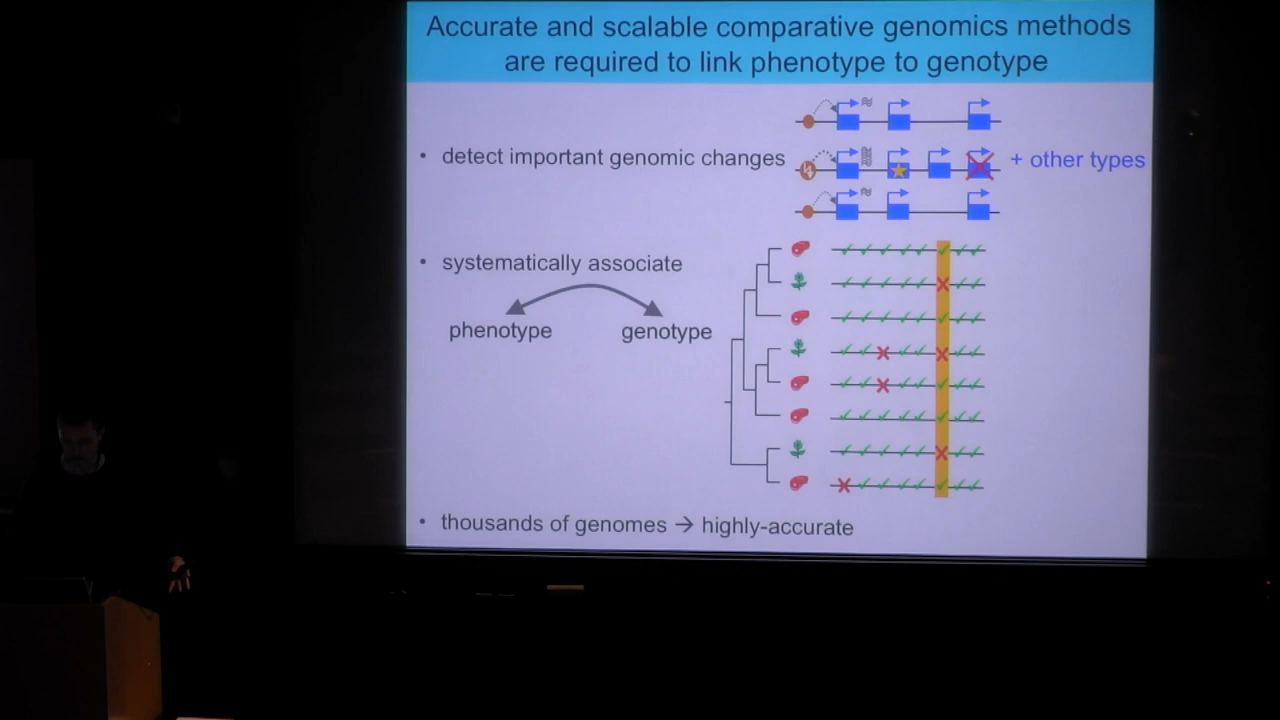 Accurate and scalable comparative genomics methods
are required to link phenotype to genotype
• detect important genomic changes
+ other types
• systematically associate
phenotype genotype
• thousands of genomes → highly-accurate